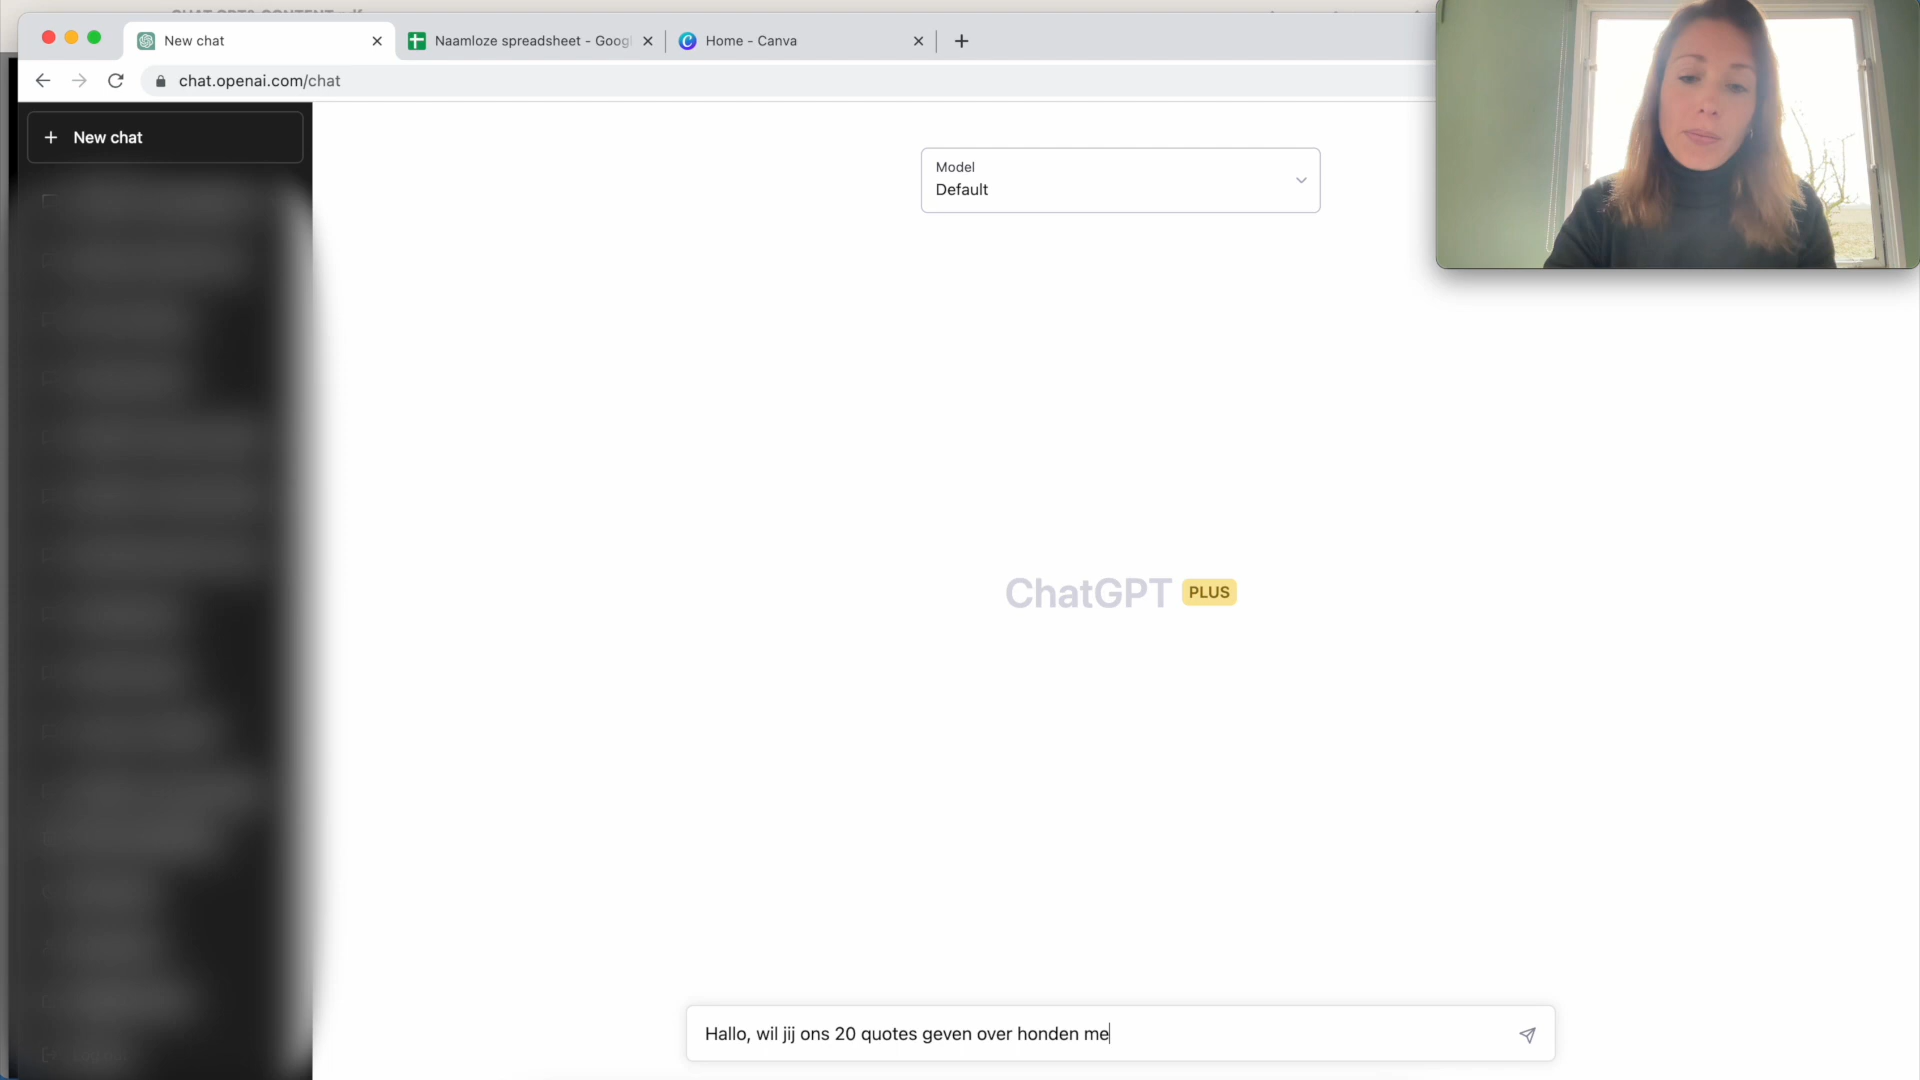 New chat
Naamloze spreadsheet - Googl
Home - Canva
chat.openai.com/chat
New chat
Model
Default
ChatGPT PLUS
Hallo, wil jij ons 20 quotes geven over honden me